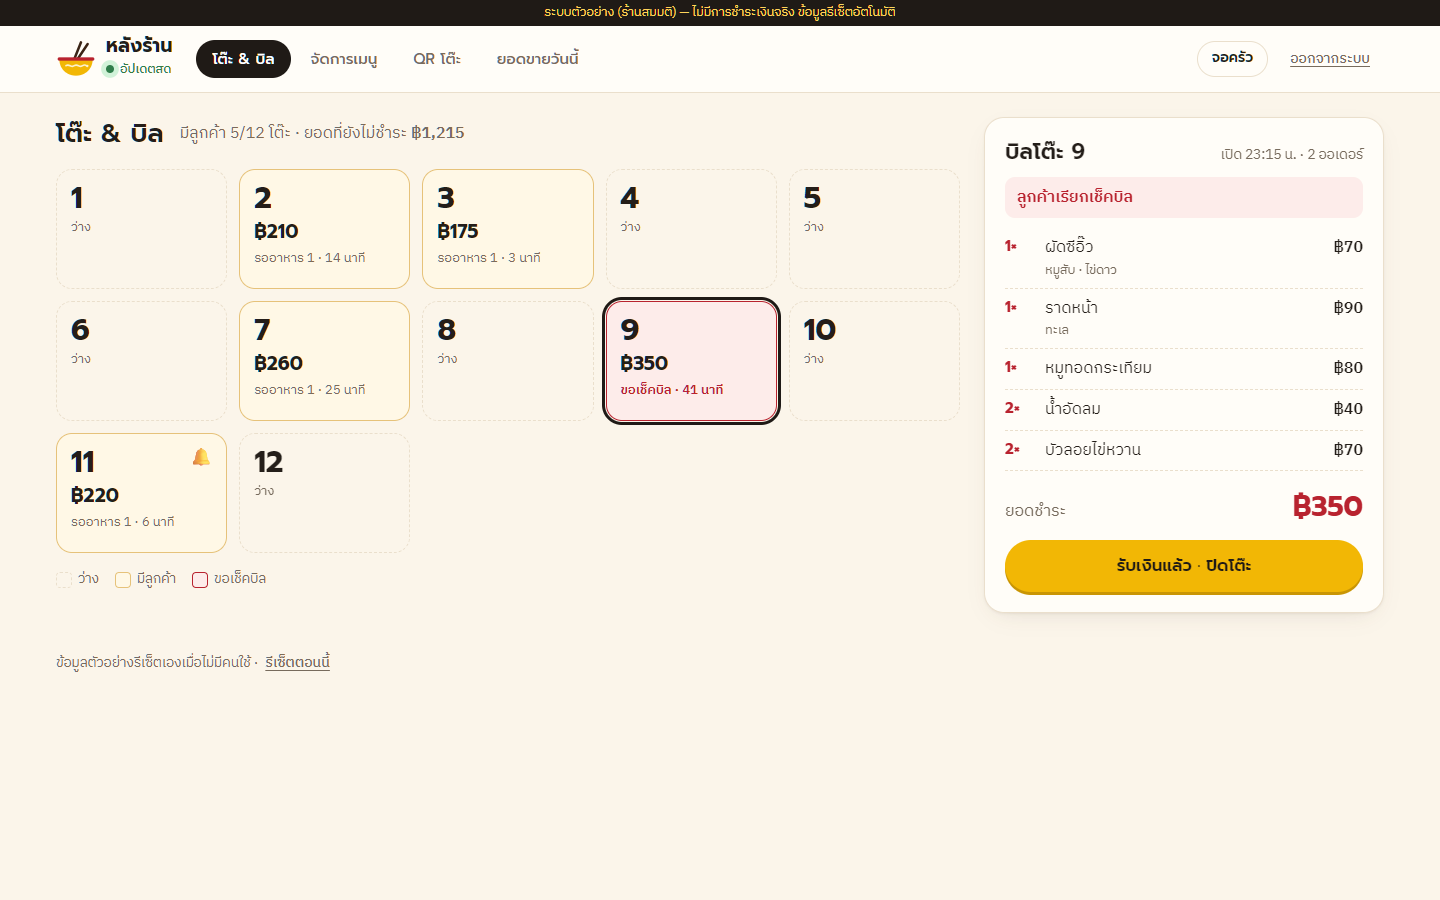 ระบบตัวอย่าง (ร้านสมมติ) — ไม่มีการชำระเงินจริง ข้อมูลรีเซ็ตอัตโนมัติ
หลังร้าน
อัปเดตสด
โต๊ะ & บิล
จัดการเมนู
QR โต๊ะ
ยอดขายวันนี้
จอครัว
ออกจากระบบ
โต๊ะ & บิล
มีลูกค้า 5/12 โต๊ะ · ยอดที่ยังไม่ชำระ ฿1,215
1
ว่าง
2
฿210
รออาหาร 1 · 14 นาที
3
฿175
รออาหาร 1 · 3 นาที
4
ว่าง
5
ว่าง
6
ว่าง
7
฿260
รออาหาร 1 · 25 นาที
8
ว่าง
9
฿350
ขอเช็คบิล · 41 นาที
10
ว่าง
11
฿220
รออาหาร 1 · 6 นาที
12
ว่าง
ว่าง
มีลูกค้า
ขอเช็คบิล
ข้อมูลตัวอย่างรีเซ็ตเองเมื่อไม่มีคนใช้ · รีเซ็ตตอนนี้
บิลโต๊ะ 9
เปิด 23:15 น. · 2 ออเดอร์
ลูกค้าเรียกเช็คบิล
1× ผัดซีอิ๊ว ฿70
หมูสับ · ไข่ดาว
1× ราดหน้า ฿90
ทะเล
1× หมูทอดกระเทียม ฿80
2× น้ำอัดลม ฿40
2× บัวลอยไข่หวาน ฿70
ยอดชำระ ฿350
รับเงินแล้ว · ปิดโต๊ะ